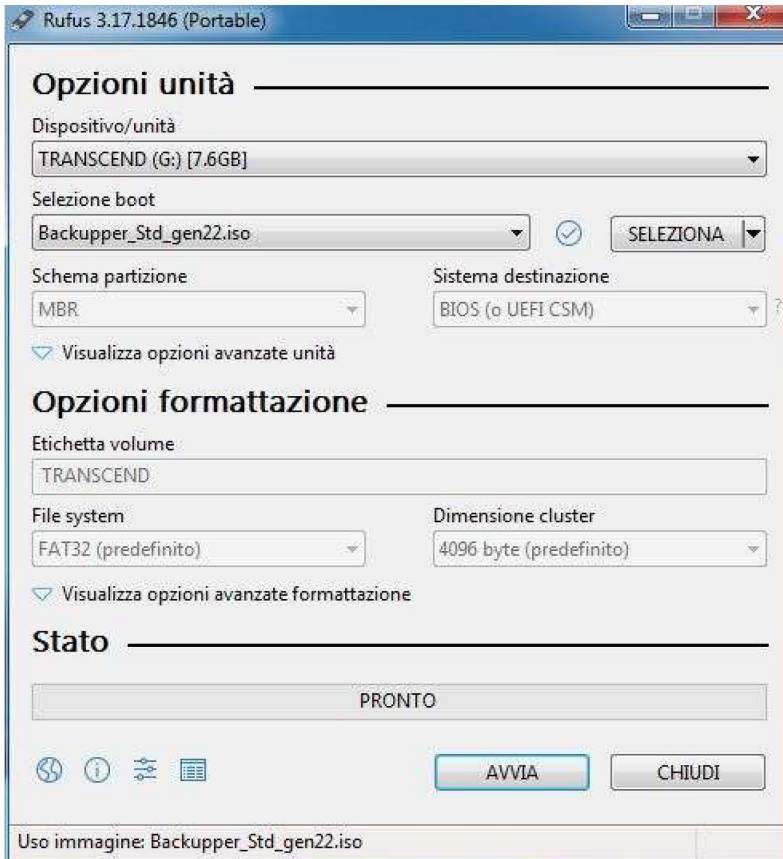 Rufus 3.17.1846 (Portable)
Opzioni unità
Dispositivo/unità
TRANSCEND (G:) [7.6GB]
Selezione boot
Backupper_Std_gen22.iso
SELEZIONA
Schema partizione Sistema destinazione
MBR BIOS (o UEFI CSM) ?
Visualizza opzioni avanzate unità
Opzioni formattazione
Etichetta volume
TRANSCEND
File system Dimensione cluster
FAT32 (predefinito) 4096 byte (predefinito)
Visualizza opzioni avanzate formattazione
Stato
PRONTO
AVVIA CHIUDI
Uso immagine: Backupper_Std_gen22.iso